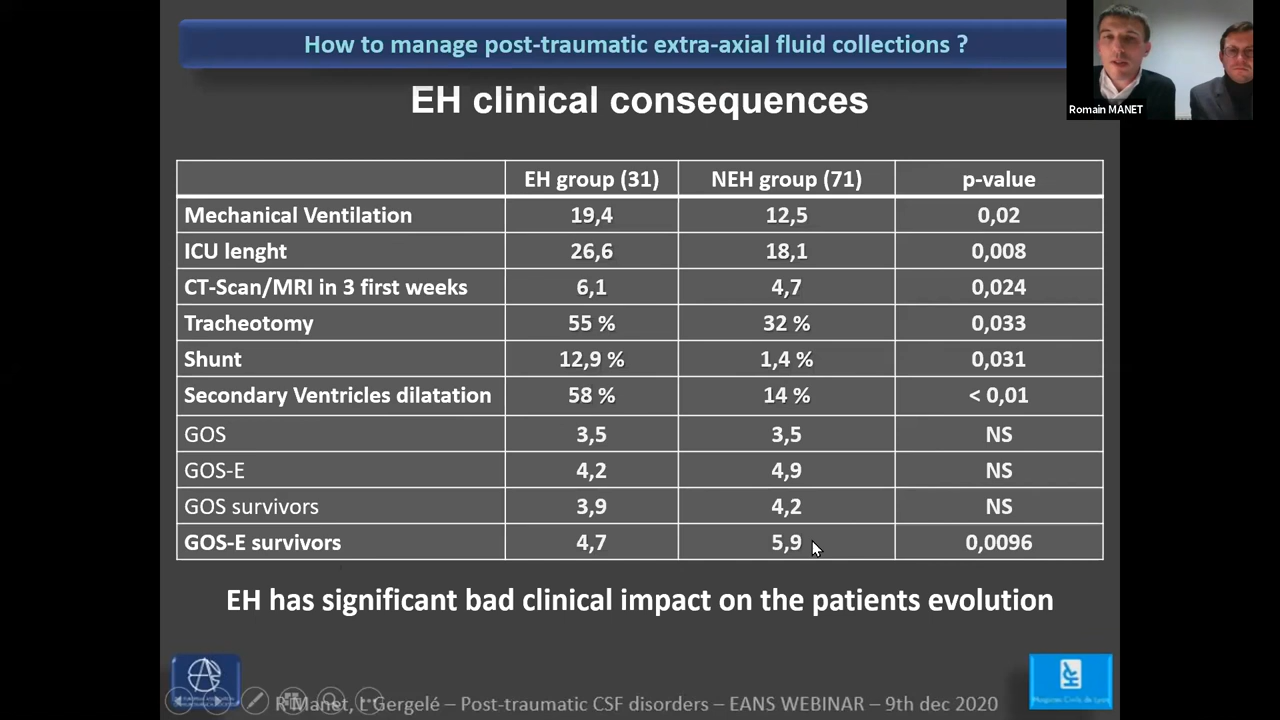 How to manage post-traumatic extra-axial fluid collections ?
Romain MANET
EH clinical consequences
EH group (31) NEH group (71) p-value
Mechanical Ventilation 19,4 12,5 0,02
ICU lenght 26,6 18,1 0,008
CT-Scan/MRI in 3 first weeks 6,1 4,7 0,024
Tracheotomy 55 % 32 % 0,033
Shunt 12,9 % 1,4 % 0,031
Secondary Ventricles dilatation 58 % 14 % < 0,01
GOS 3,5 3,5 NS
GOS-E 4,2 4,9 NS
GOS survivors 3,9 4,2 NS
GOS-E survivors 4,7 5,9 0,0096
EH has significant bad clinical impact on the patients evolution
R Manet, L Gergelé – Post-traumatic CSF disorders – EANS WEBINAR – 9th dec 2020